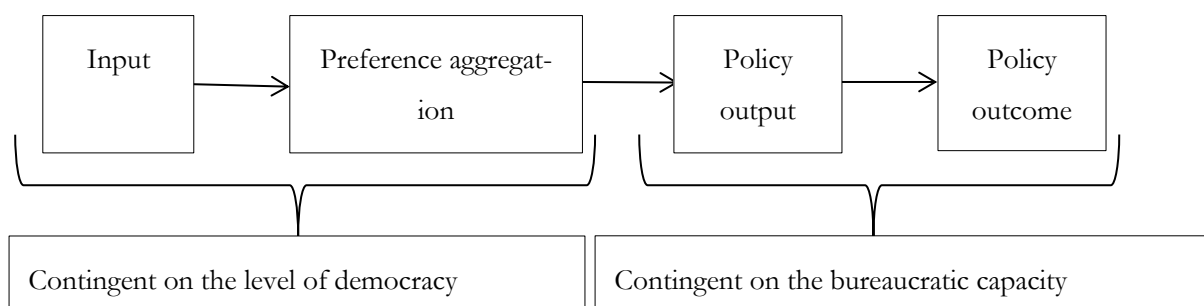 Input
Preference aggregat-
ion
Policy
output
Policy
outcome
Contingent on the level of democracy
Contingent on the bureaucratic capacity